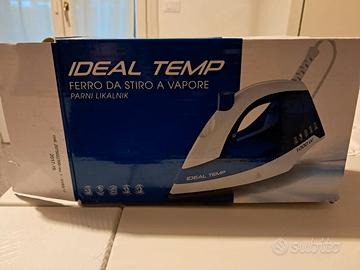 IDEAL TEMP
FERRO DA STIRO A VAPORE
PARNI LIKALNIK
IDEAL TEMP
subito